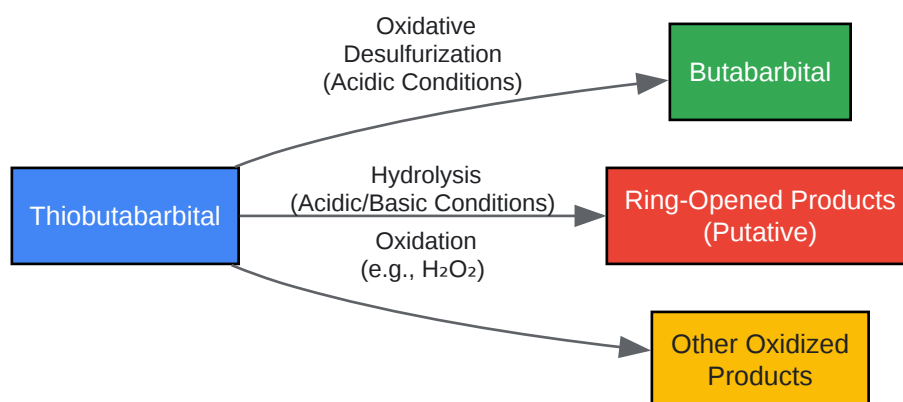 Oxidative
Desulfurization
(Acidic Conditions)
Butabarbital
Thiobutabarbital
Hydrolysis
(Acidic/Basic Conditions)
Ring-Opened Products
(Putative)
Oxidation
(e.g., H₂O₂)
Other Oxidized
Products